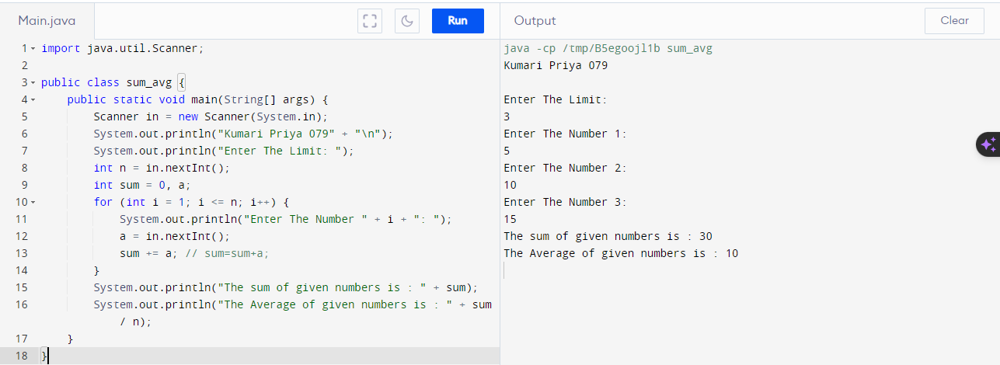 Main.java
Run
Output
Clear
1 import java.util.Scanner;
2
3 public class sum_avg {
4 public static void main(String[] args) {
5 Scanner in = new Scanner(System.in);
6 System.out.println("Kumari Priya 079" + "\n");
7 System.out.println("Enter The Limit: ");
8 int n = in.nextInt();
9 int sum = 0, a;
10 for (int i = 1; i <= n; i++) {
11 System.out.println("Enter The Number " + i + ": ");
12 a = in.nextInt();
13 sum += a; // sum=sum+a;
14 }
15 System.out.println("The sum of given numbers is : " + sum);
16 System.out.println("The Average of given numbers is : " + sum
/ n);
17 }
18 }
java -cp /tmp/B5egoojl1b sum_avg
Kumari Priya 079
Enter The Limit:
3
Enter The Number 1:
5
Enter The Number 2:
10
Enter The Number 3:
15
The sum of given numbers is : 30
The Average of given numbers is : 10